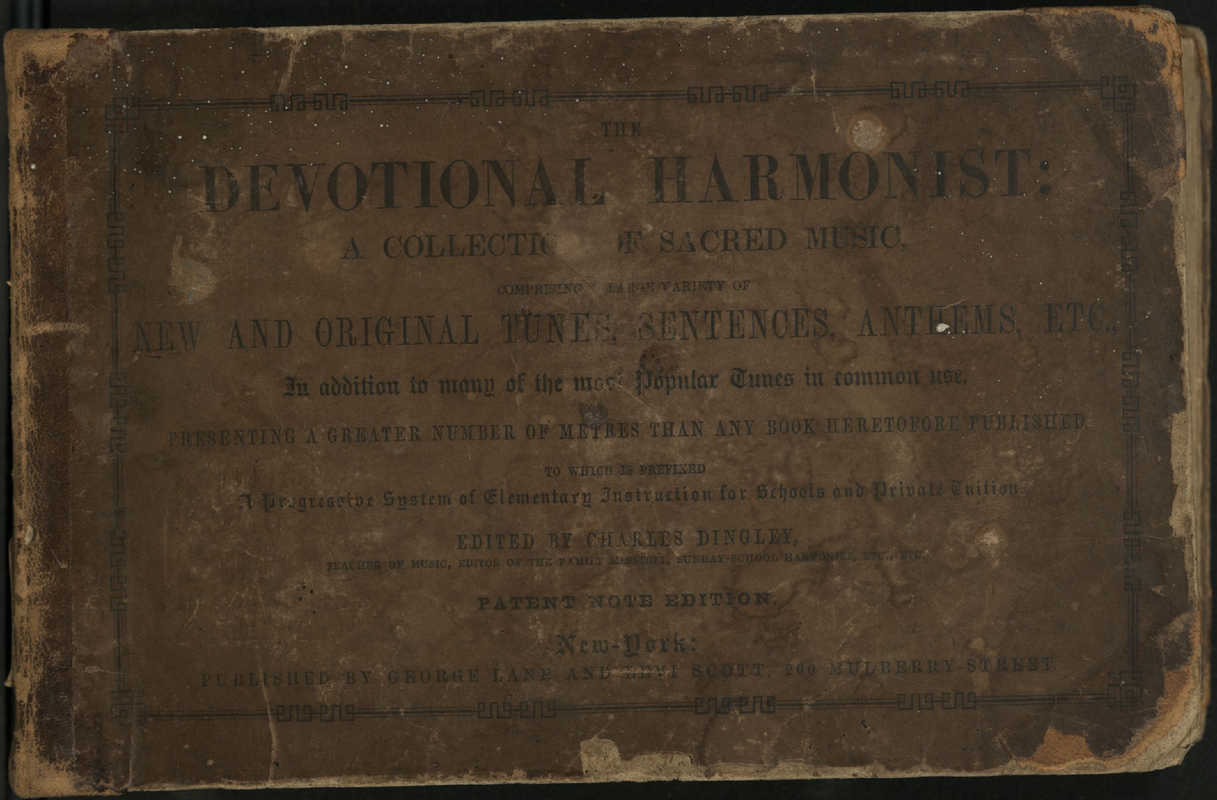 THE
DEVOTIONAL HARMONIST:
A COLLECTION OF SACRED MUSIC,
COMPRISING A LARGE VARIETY OF
NEW AND ORIGINAL TUNES, SENTENCES, ANTHEMS, ETC.,
In addition to many of the most Popular Tunes in common use.
PRESENTING A GREATER NUMBER OF METRES THAN ANY BOOK HERETOFORE PUBLISHED
TO WHICH IS PREFIXED
A Progressive System of Elementary Instruction for Schools and Private Tuition.
EDITED BY CHARLES DINGLEY,
TEACHER OF MUSIC, EDITOR OF THE FAMILY MINSTREL, SUNDAY-SCHOOL HARMONIST, ETC., ETC.
PATENT NOTE EDITION.
New-York:
PUBLISHED BY GEORGE LANE AND LEVI SCOTT, 200 MULBERRY-STREET